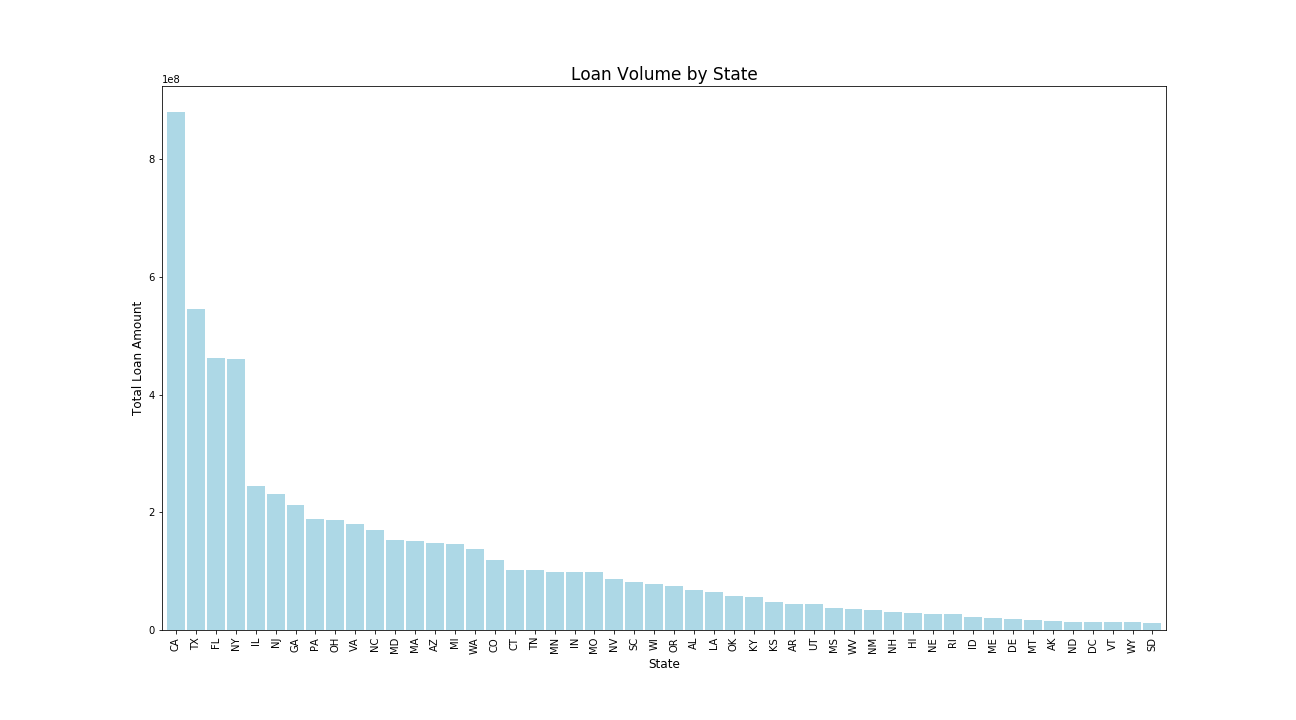 Loan Volume by State
1e8
8
6
4
2
0
Total Loan Amount
CA TX FL NY IL NJ GA PA OH VA NC MD MA AZ MI WA CO CT TN MN IN MO NV SC WI OR AL LA OK KY KS AR UT MS WV NM NH HI NE RI ID ME DE MT AK ND DC VT WY SD
State